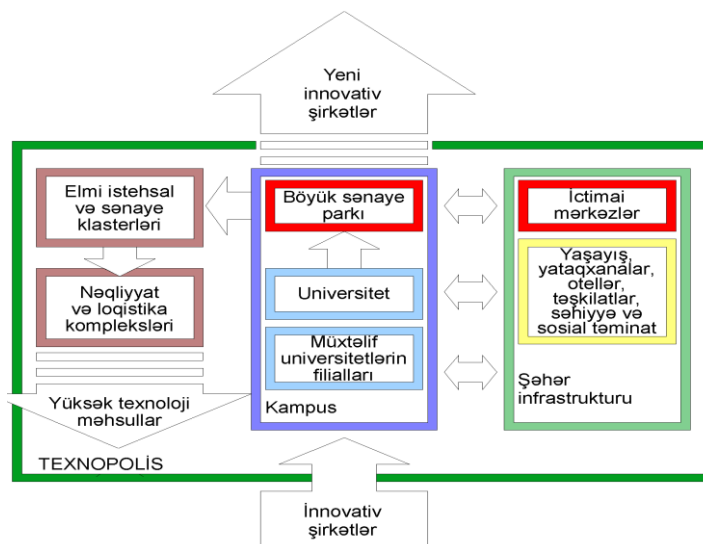 Yeni
innovativ
şirkətlər
Elmi istehsal
və sənaye
klasterləri
Böyük sənaye
parkı
İctimai
mərkəzlər
Nəqliyyat
və loqistika
kompleksləri
Universitet
Yaşayış,
yataqxanalar,
otellər,
təşkilatlar,
səhiyyə və
sosial təminat
Müxtəlif
universitetlərin
filialları
Yüksək texnoloji
məhsullar
Kampus
Şəhər
infrastrukturu
TEXNOPOLİS
İnnovativ
şirkətlər